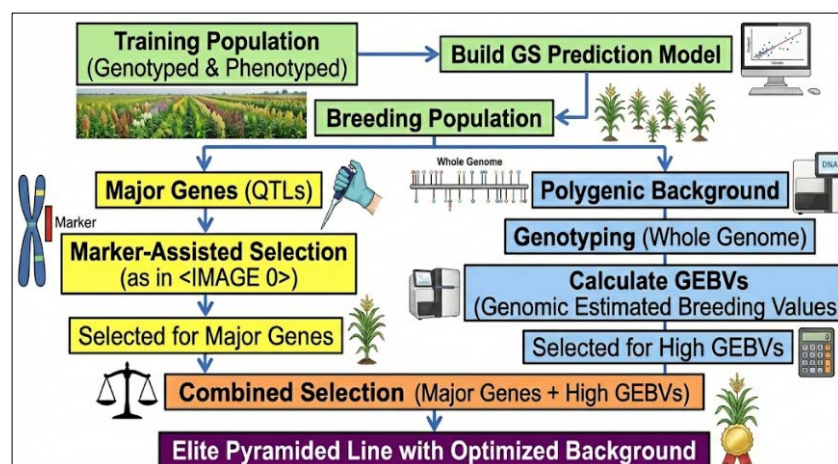 Training Population
(Genotyped & Phenotyped)
Build GS Prediction Model
Breeding Population
Major Genes (QTLs)
Whole Genome
Polygenic Background
DNA
Marker
Marker-Assisted Selection
(as in <IMAGE 0>)
Genotyping (Whole Genome)
Calculate GEBVs
(Genomic Estimated Breeding Values)
Selected for Major Genes
Selected for High GEBVs
Combined Selection (Major Genes + High GEBVs)
Elite Pyramided Line with Optimized Background